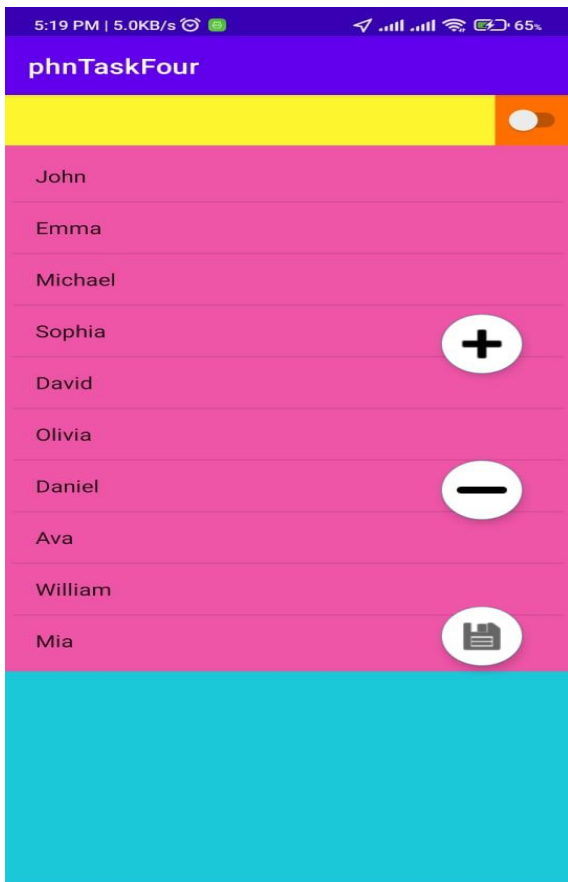 5:19 PM | 5.0KB/s 65%
phnTaskFour
John
Emma
Michael
Sophia
David
Olivia
Daniel
Ava
William
Mia